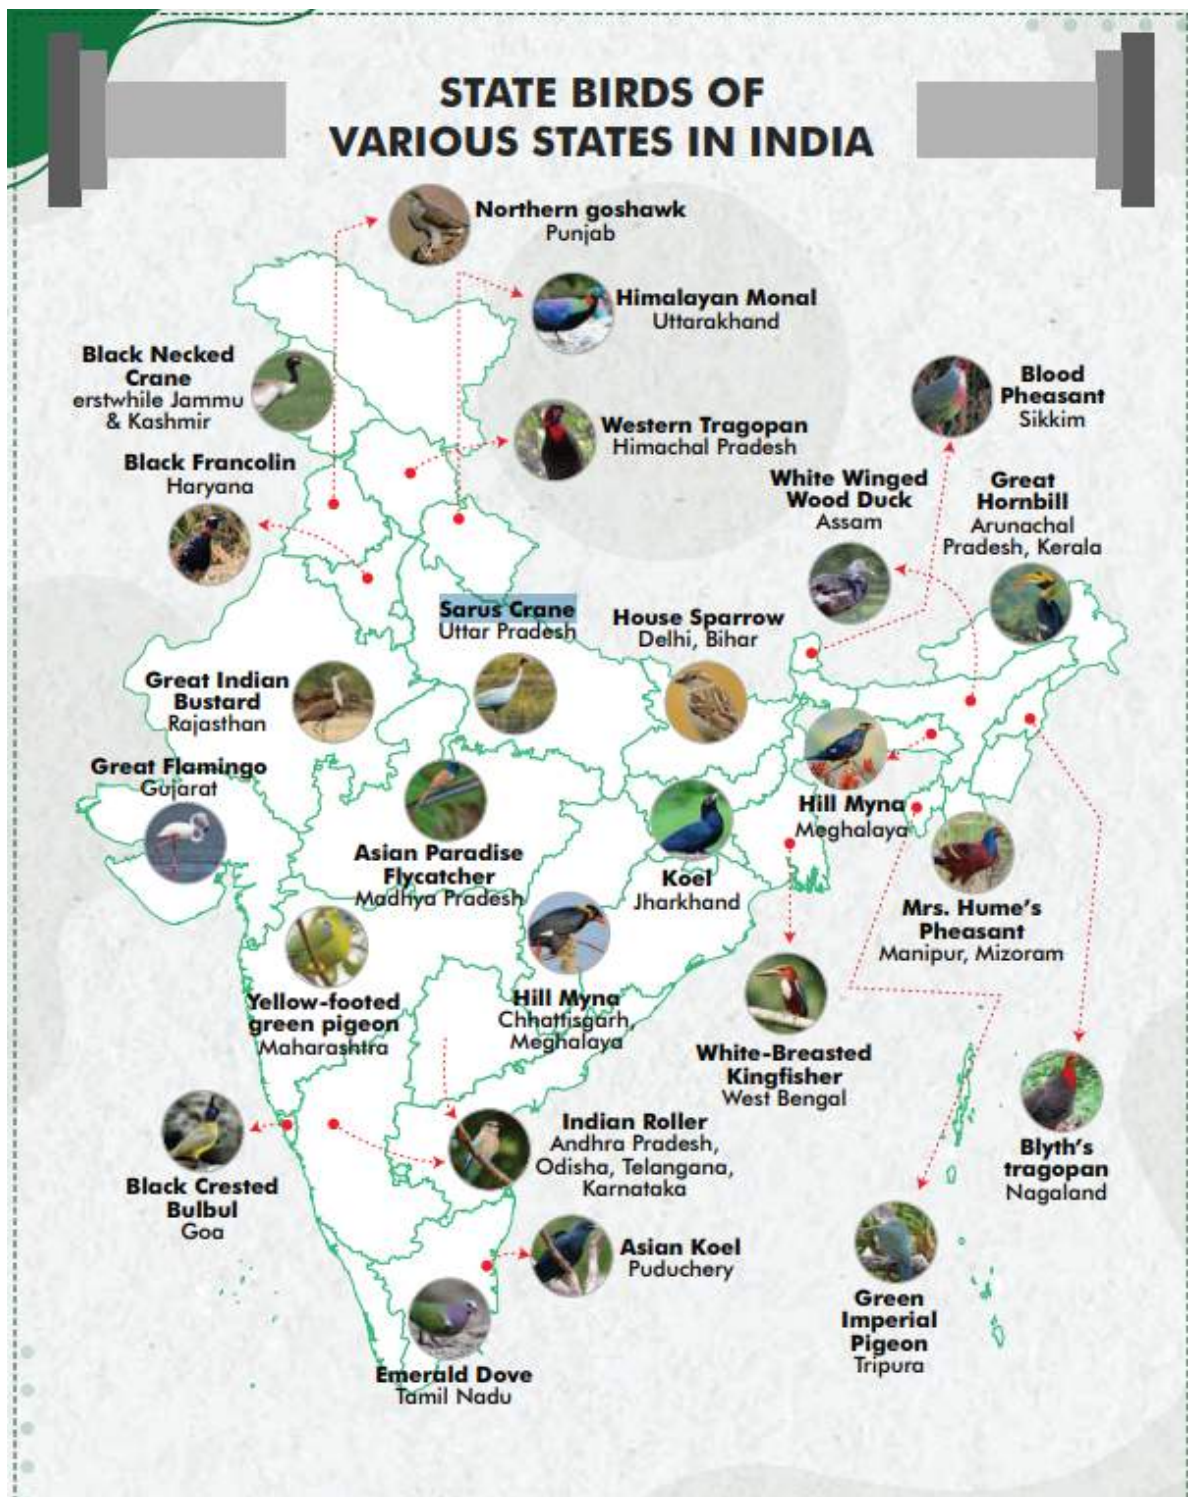 STATE BIRDS OF
VARIOUS STATES IN INDIA
Northern goshawk
Punjab
Himalayan Monal
Uttarakhand
Black Necked
Crane
erstwhile Jammu
& Kashmir
Blood
Pheasant
Sikkim
Western Tragopan
Himachal Pradesh
Black Francolin
Haryana
White Winged
Wood Duck
Assam
Great
Hornbill
Arunachal
Pradesh, Kerala
Sarus Crane
Uttar Pradesh
House Sparrow
Delhi, Bihar
Great Indian
Bustard
Rajasthan
Great Flamingo
Gujarat
Hill Myna
Meghalaya
Asian Paradise
Flycatcher
Madhya Pradesh
Koel
Jharkhand
Mrs. Hume's
Pheasant
Manipur, Mizoram
Yellow-footed
green pigeon
Maharashtra
Hill Myna
Chhattisgarh,
Meghalaya
White-Breasted
Kingfisher
West Bengal
Indian Roller
Andhra Pradesh,
Odisha, Telangana,
Karnataka
Blyth's
tragopan
Nagaland
Black Crested
Bulbul
Goa
Asian Koel
Puduchery
Green
Imperial
Pigeon
Tripura
Emerald Dove
Tamil Nadu